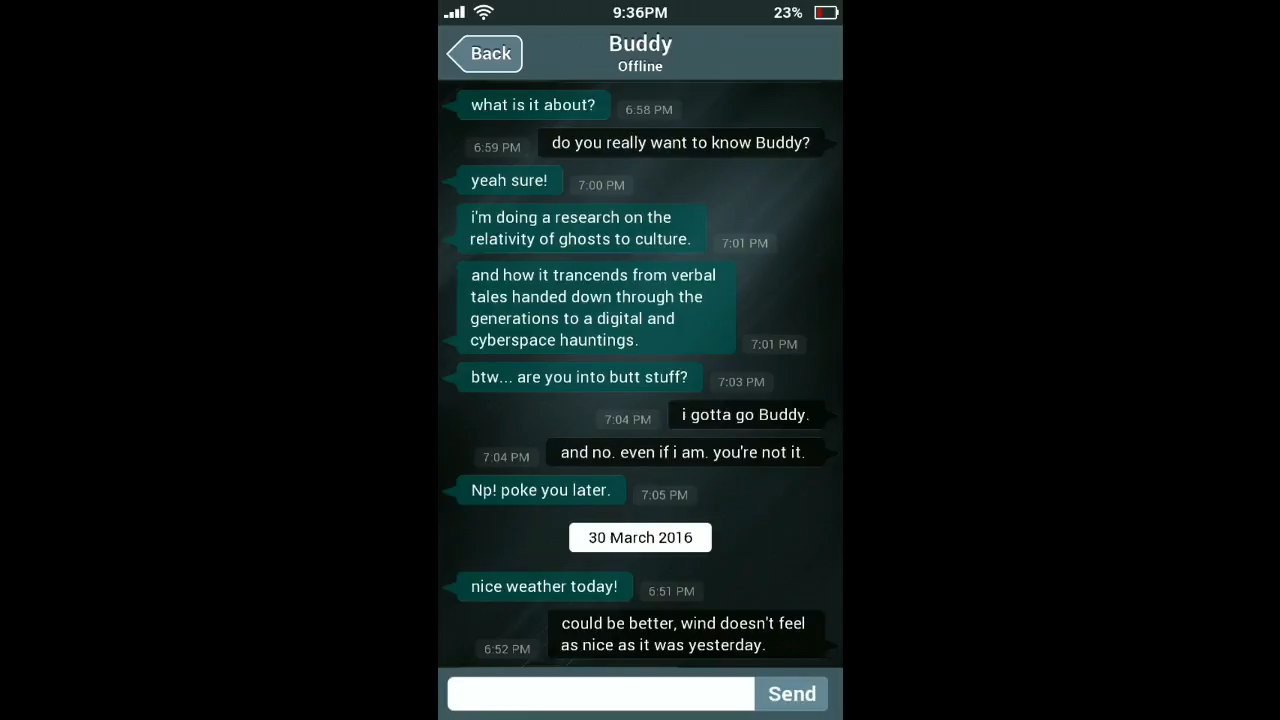 9:36PM
23%
Back
Buddy
Offline
what is it about?
6:58 PM
6:59 PM
do you really want to know Buddy?
yeah sure!
7:00 PM
i'm doing a research on the
relativity of ghosts to culture.
7:01 PM
and how it trancends from verbal
tales handed down through the
generations to a digital and
cyberspace hauntings.
7:01 PM
btw... are you into butt stuff?
7:03 PM
7:04 PM
i gotta go Buddy.
7:04 PM
and no. even if i am. you're not it.
Np! poke you later.
7:05 PM
30 March 2016
nice weather today!
6:51 PM
could be better, wind doesn't feel
as nice as it was yesterday.
6:52 PM
Send